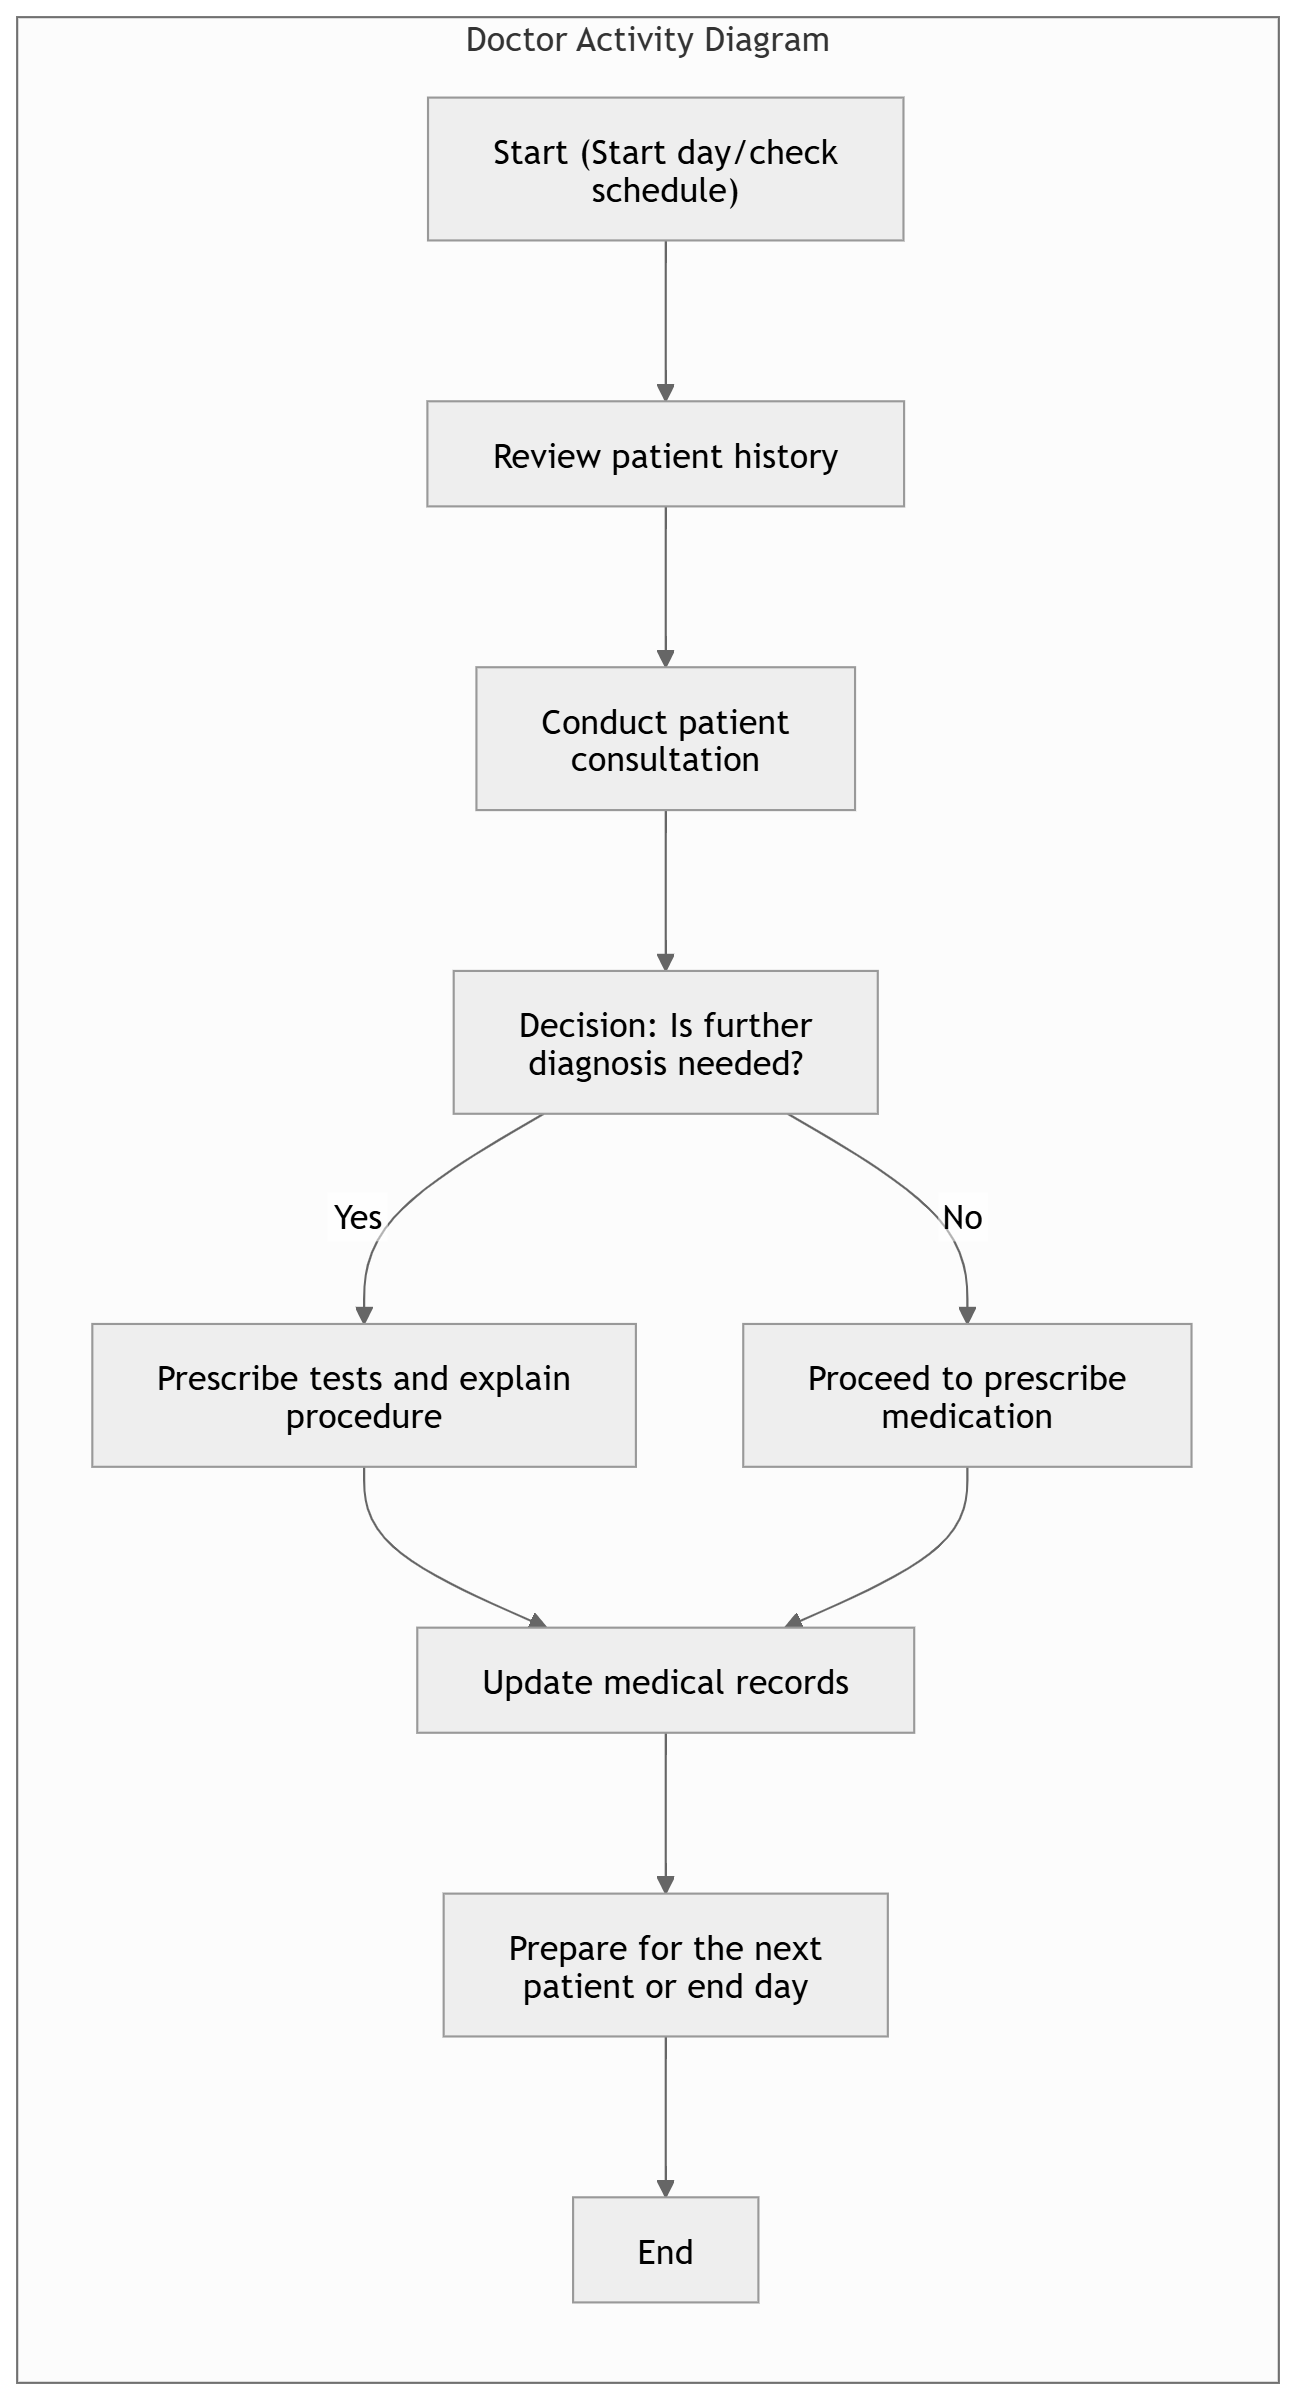 Doctor Activity Diagram
Start (Start day/check
schedule)
Review patient history
Conduct patient
consultation
Decision: Is further
diagnosis needed?
Yes
No
Prescribe tests and explain
procedure
Proceed to prescribe
medication
Update medical records
Prepare for the next
patient or end day
End